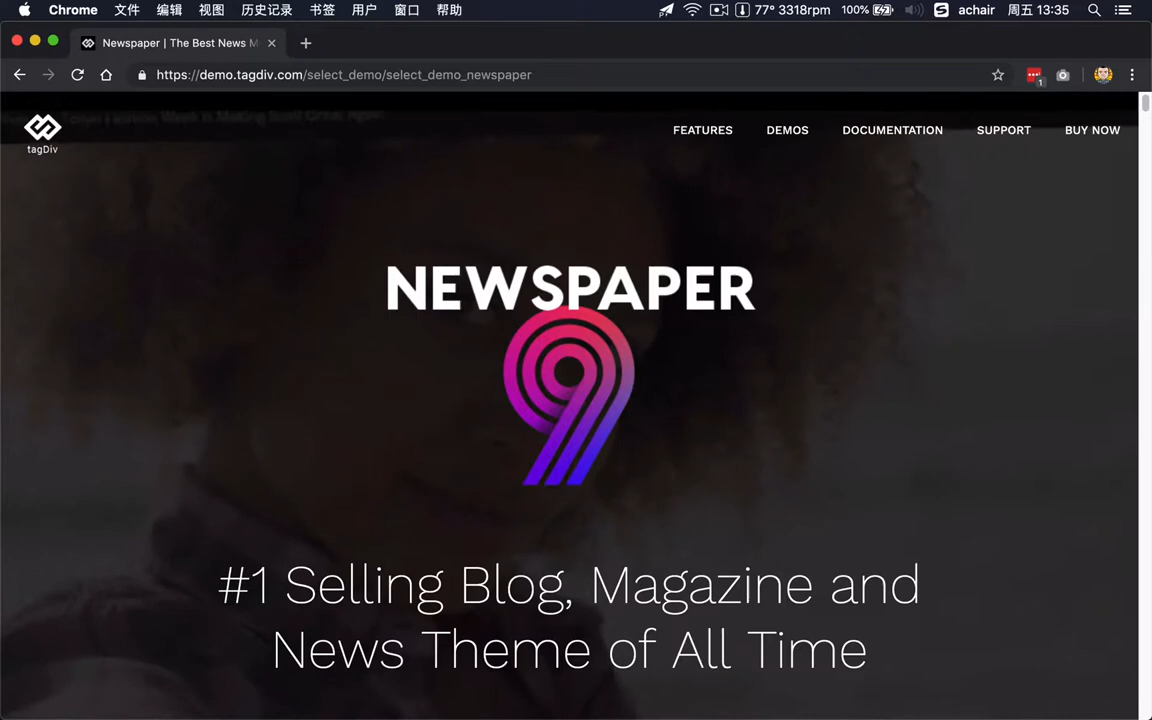 Chrome 文件 编辑 视图 历史记录 书签 用户 窗口 帮助 77° 3318rpm 100% achair 周五 13:35
Newspaper | The Best News M
https://demo.tagdiv.com/select_demo/select_demo_newspaper
1
FEATURES DEMOS DOCUMENTATION SUPPORT BUY NOW
tagDiv
NEWSPAPER
9
#1 Selling Blog, Magazine and
News Theme of All Time